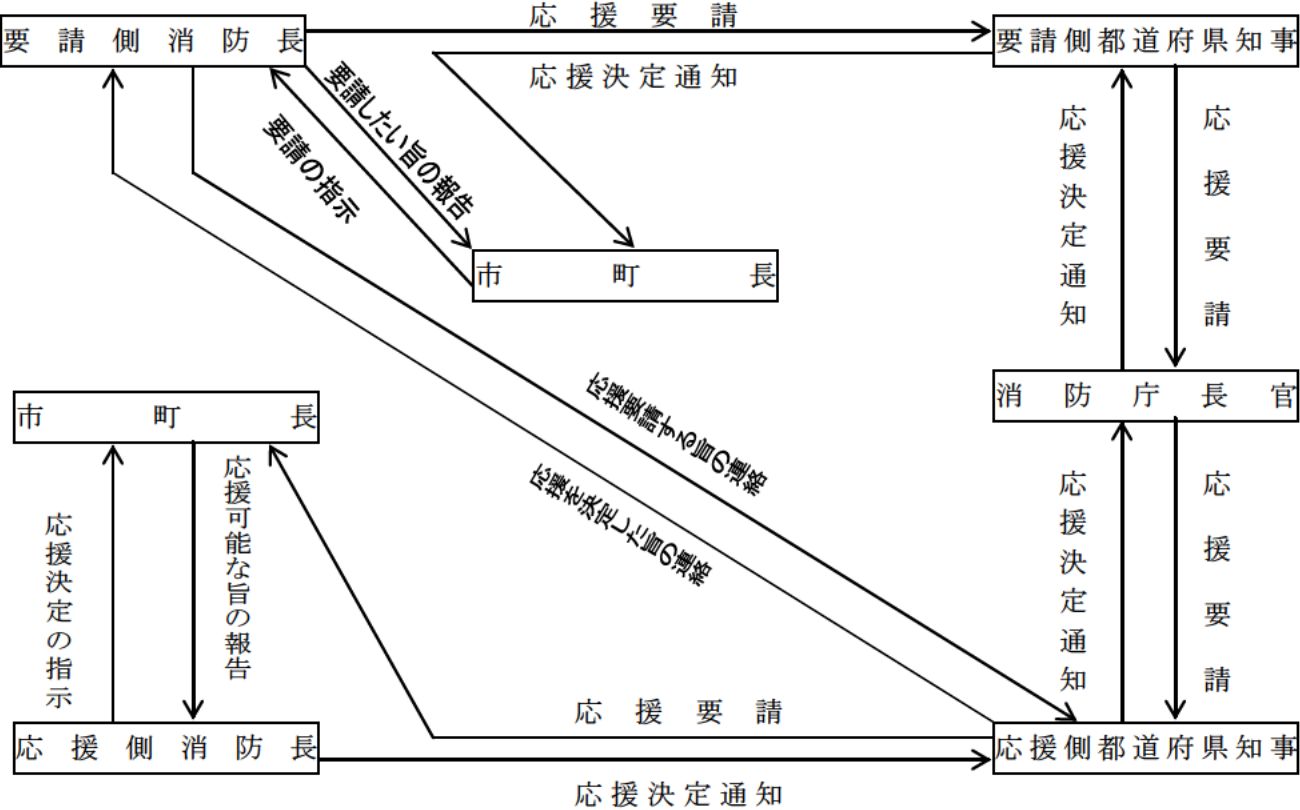 応援要請
要請側消防長
要請側都道府県知事
応援決定通知
要請したい旨の報告
要請の指示
応援決定通知
応援要請
市町長
消防庁長官
応援要請する旨の連絡
応援を決定した旨の連絡
市町長
応援可能な旨の報告
応援決定の指示
応援決定通知
応援要請
応援要請
応援側消防長
応援側都道府県知事
応援決定通知